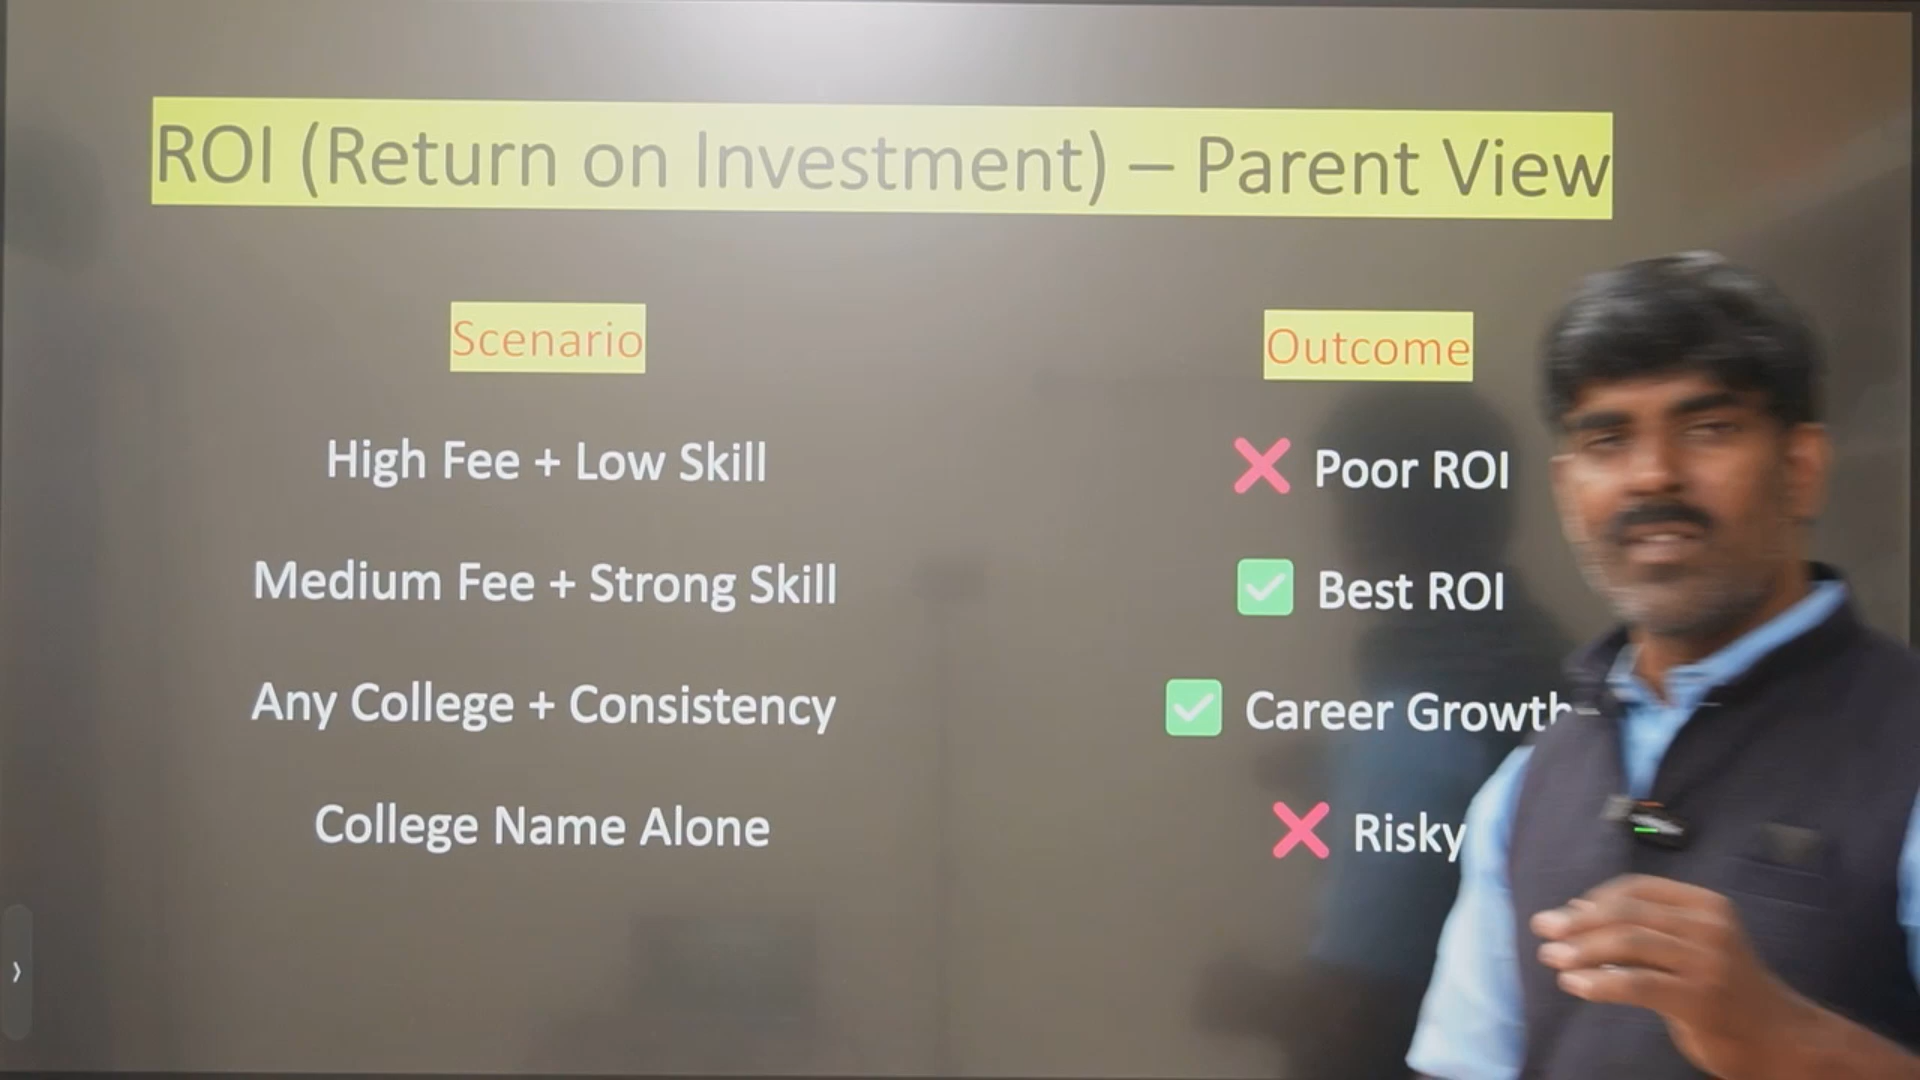 ROI (Return on Investment) – Parent View
Scenario Outcome
High Fee + Low Skill ❌ Poor ROI
Medium Fee + Strong Skill ✅ Best ROI
Any College + Consistency ✅ Career Growth
College Name Alone ❌ Risky